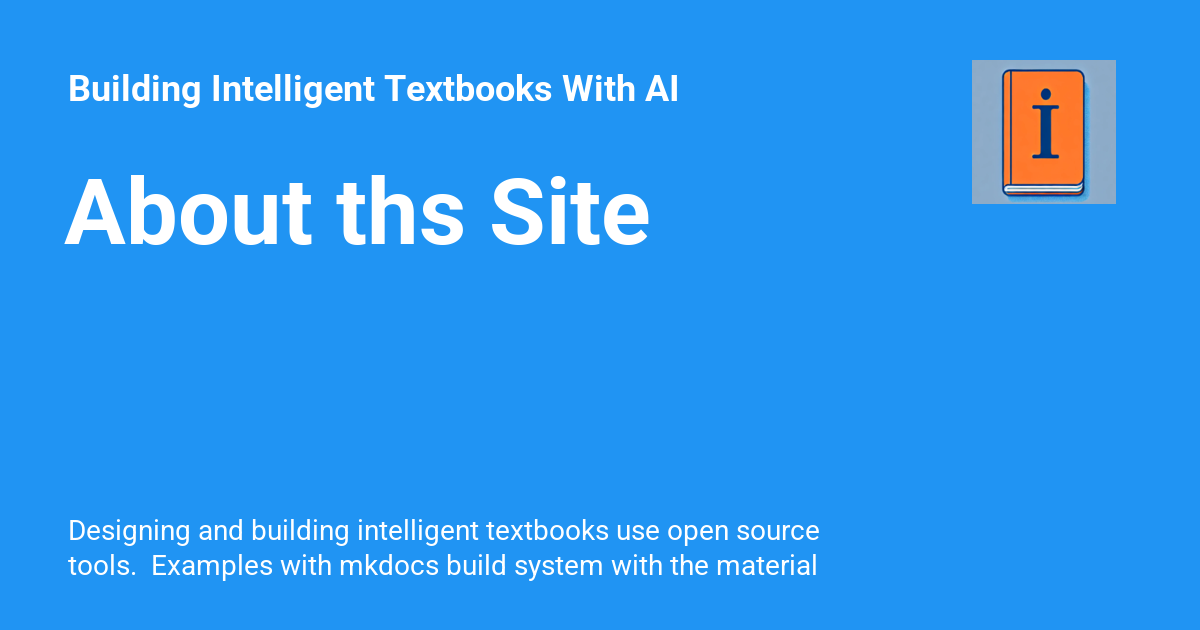 Building Intelligent Textbooks With AI
i
About ths Site
Designing and building intelligent textbooks use open source
tools.  Examples with mkdocs build system with the material